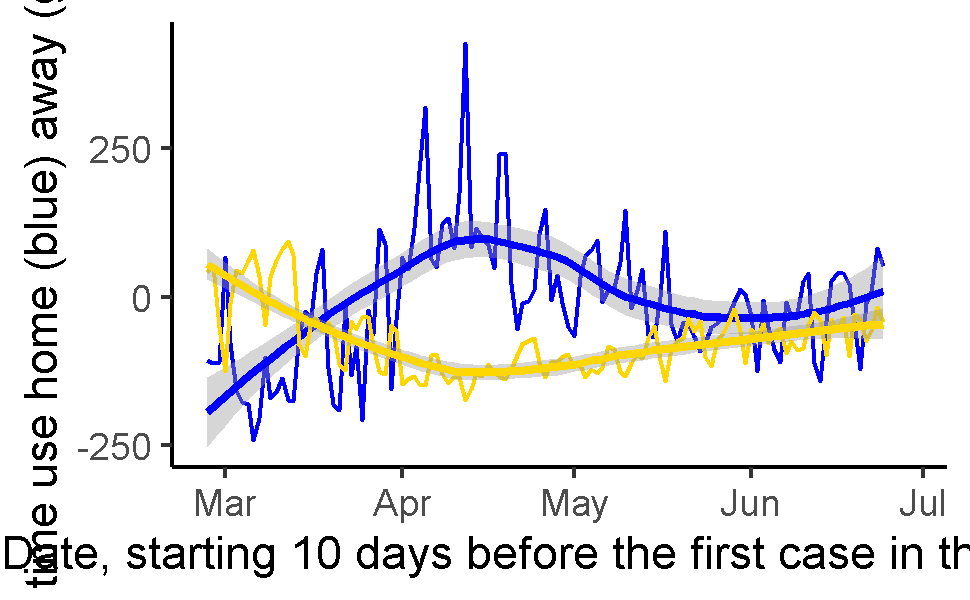 time use home (blue) away (g
250
0
-250
Mar Apr May Jun Jul
Date, starting 10 days before the first case in th